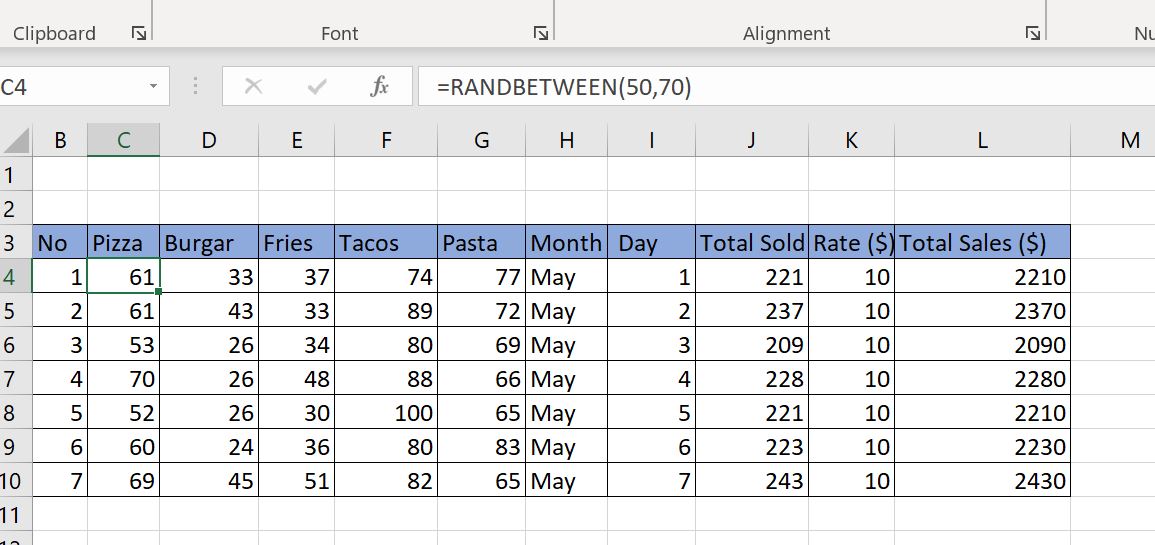 Clipboard Font Alignment
C4 fx =RANDBETWEEN(50,70)
B C D E F G H I J K L M
1
2
3 No Pizza Burgar Fries Tacos Pasta Month Day Total Sold Rate ($) Total Sales ($)
4 1 61 33 37 74 77 May 1 221 10 2210
5 2 61 43 33 89 72 May 2 237 10 2370
6 3 53 26 34 80 69 May 3 209 10 2090
7 4 70 26 48 88 66 May 4 228 10 2280
8 5 52 26 30 100 65 May 5 221 10 2210
9 6 60 24 36 80 83 May 6 223 10 2230
10 7 69 45 51 82 65 May 7 243 10 2430
11